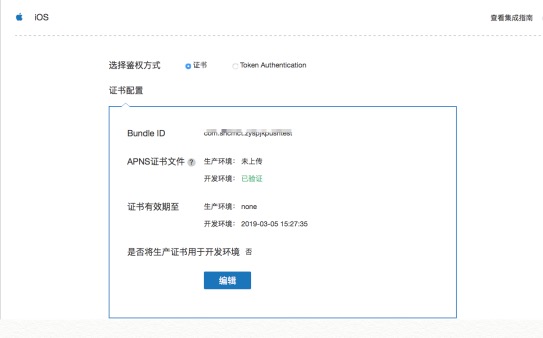 iOS
查看集成指南
选择鉴权方式 证书 Token Authentication
证书配置
Bundle ID
APNS证书文件 ? 生产环境： 未上传
开发环境： 已验证
证书有效期至 生产环境： none
开发环境： 2019-03-05 15:27:35
是否将生产证书用于开发环境 否
编辑